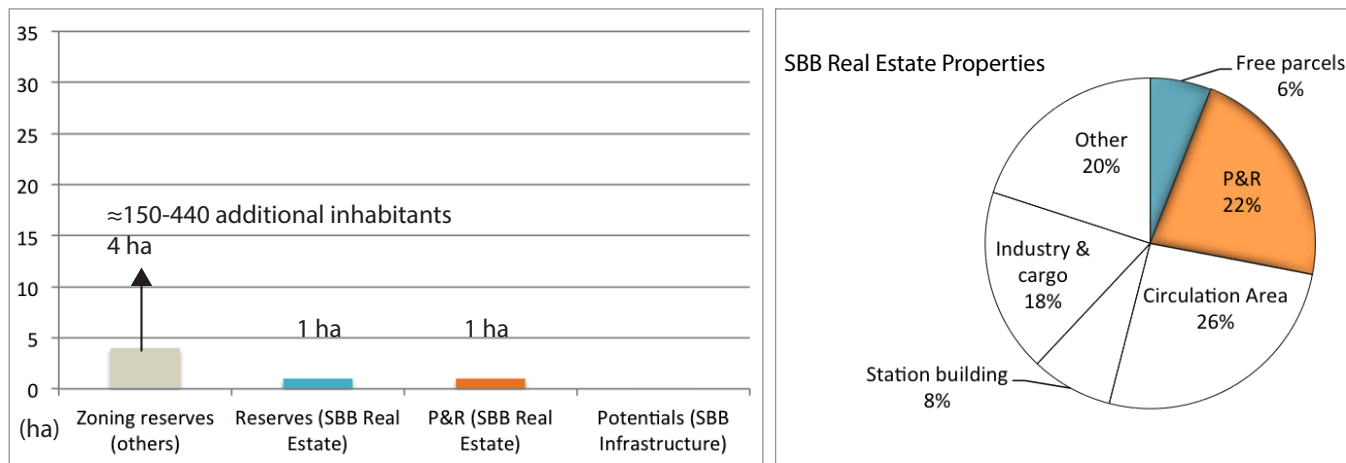 35
30
25
20
15
10
5
0
≈150-440 additional inhabitants
4 ha
1 ha
1 ha
(ha)
Zoning reserves
(others)
Reserves (SBB Real
Estate)
P&R (SBB Real
Estate)
Potentials (SBB
Infrastructure)
SBB Real Estate Properties
Free parcels
6%
P&R
22%
Circulation Area
26%
Station building
8%
Industry &
cargo
18%
Other
20%